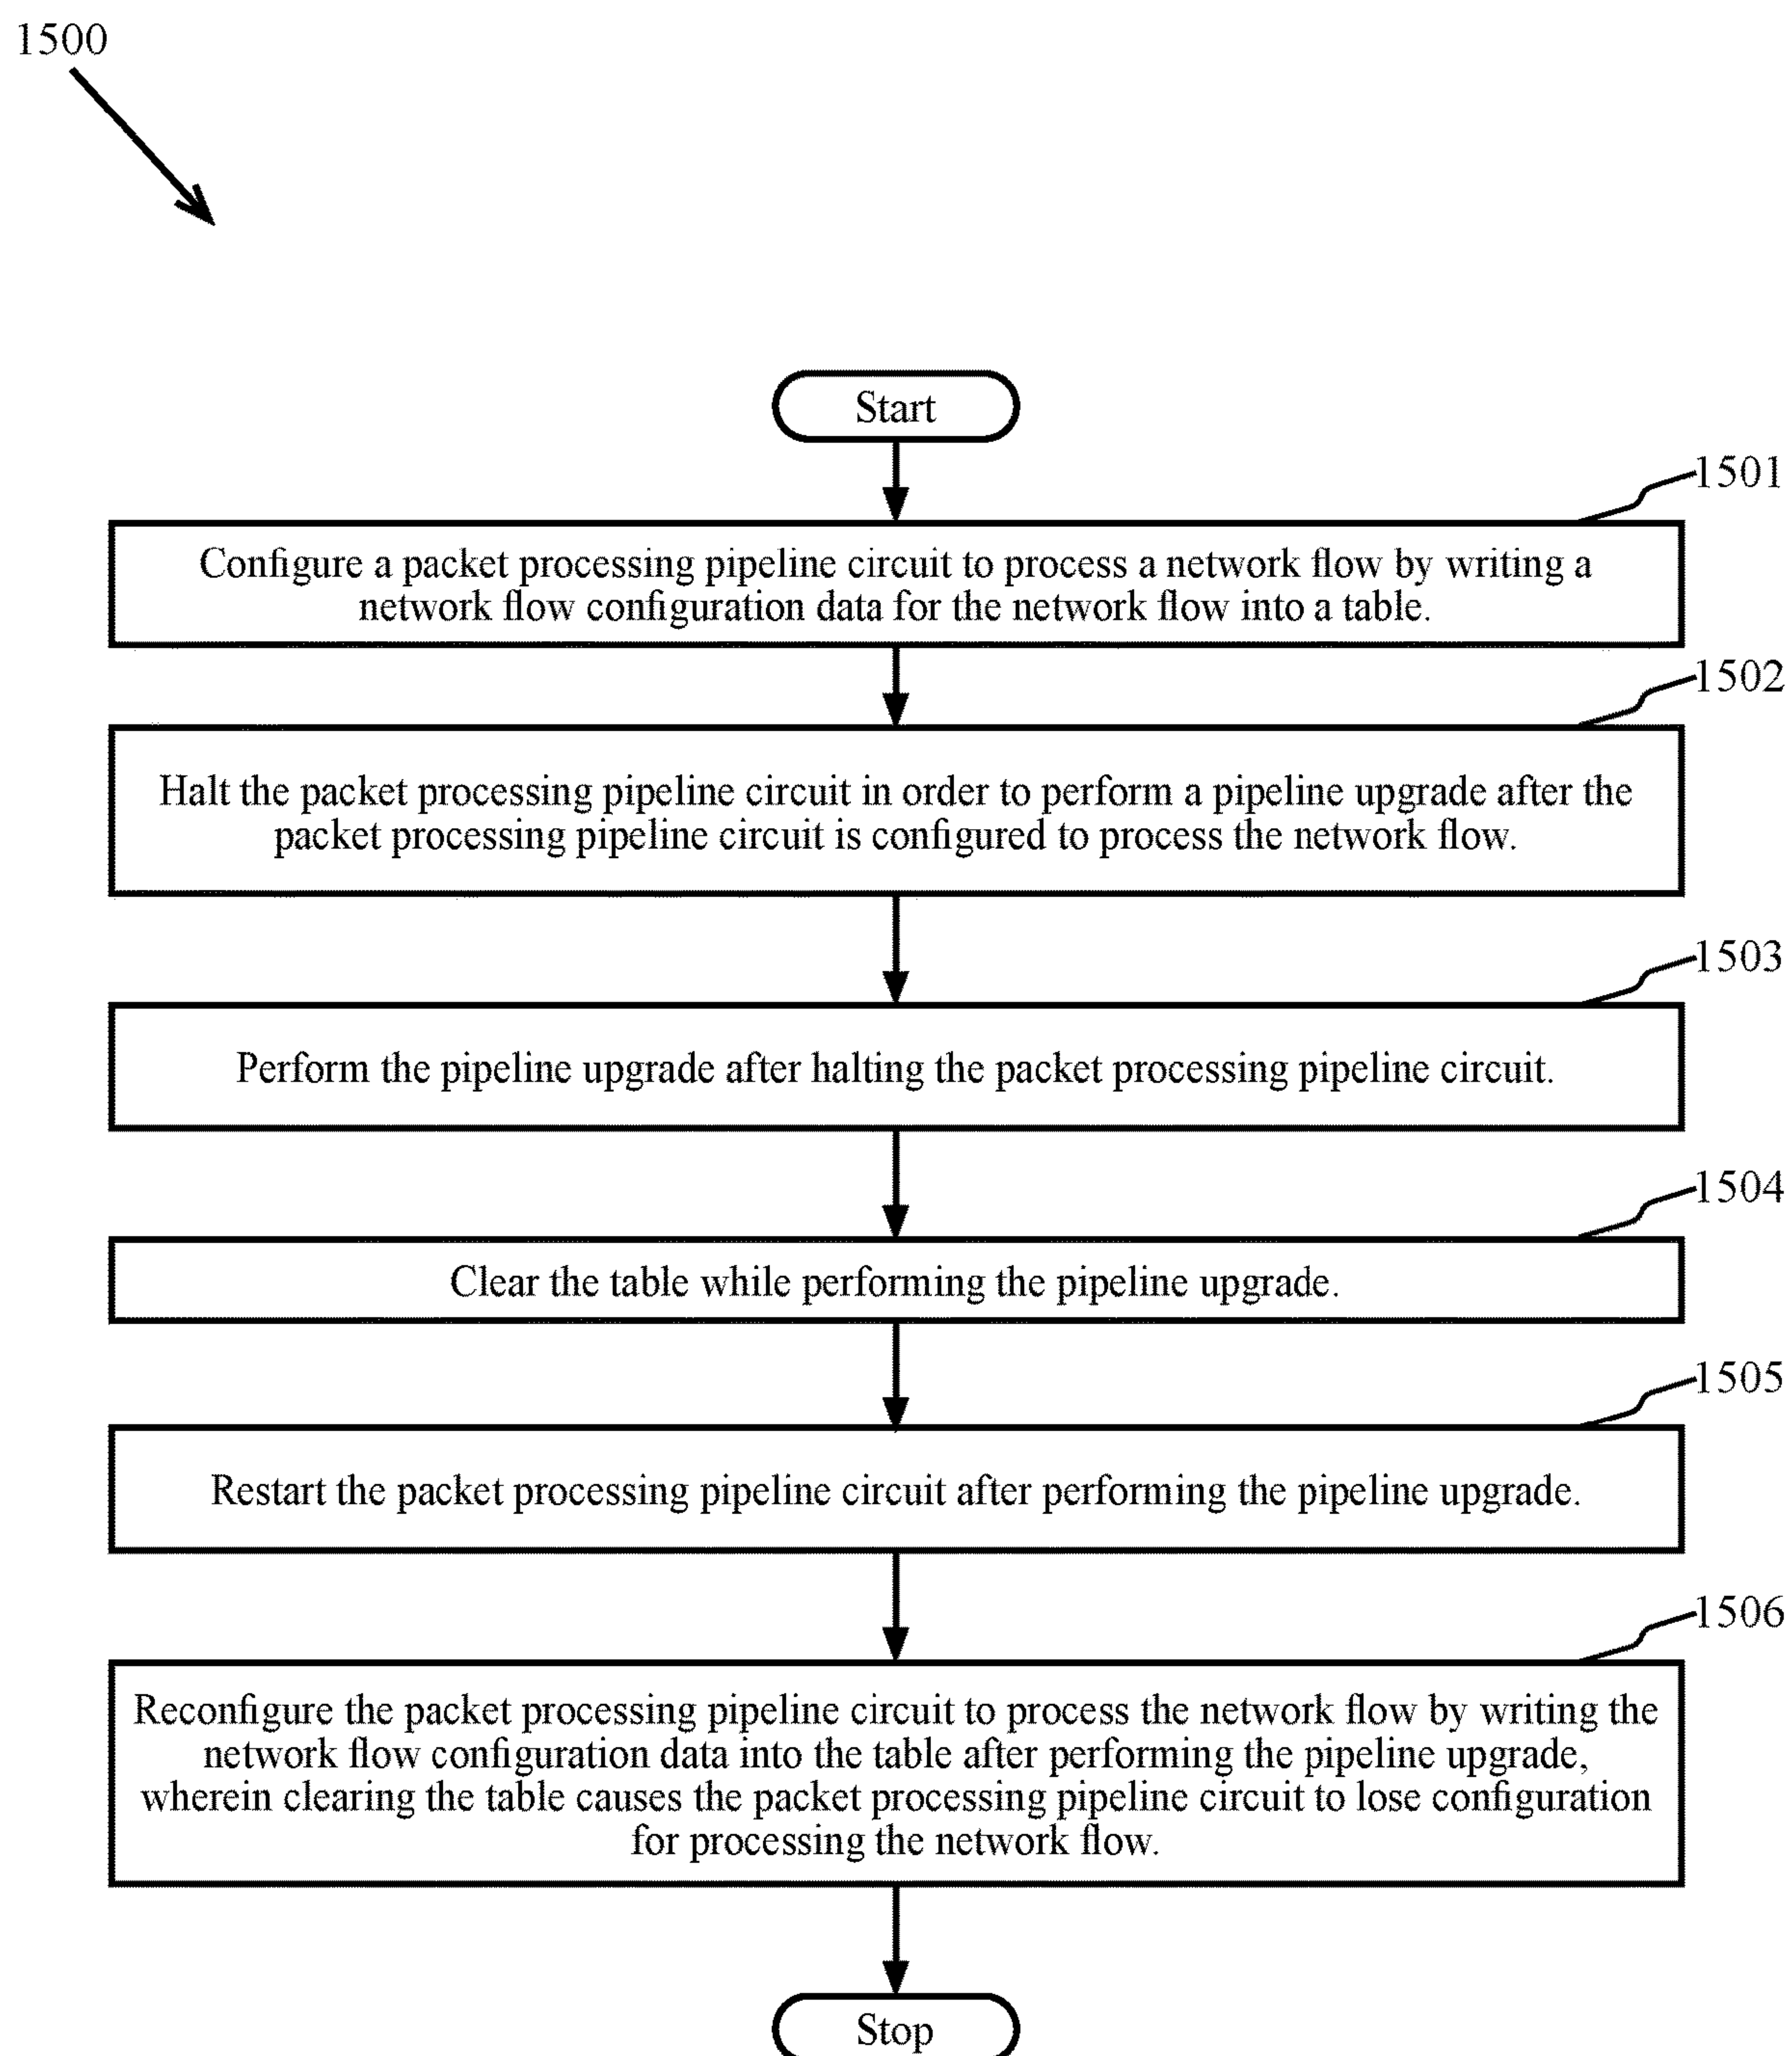 1500
Start
1501
Configure a packet processing pipeline circuit to process a network flow by writing a
network flow configuration data for the network flow into a table.
1502
Halt the packet processing pipeline circuit in order to perform a pipeline upgrade after the
packet processing pipeline circuit is configured to process the network flow.
1503
Perform the pipeline upgrade after halting the packet processing pipeline circuit.
1504
Clear the table while performing the pipeline upgrade.
1505
Restart the packet processing pipeline circuit after performing the pipeline upgrade.
1506
Reconfigure the packet processing pipeline circuit to process the network flow by writing the
network flow configuration data into the table after performing the pipeline upgrade,
wherein clearing the table causes the packet processing pipeline circuit to lose configuration
for processing the network flow.
Stop